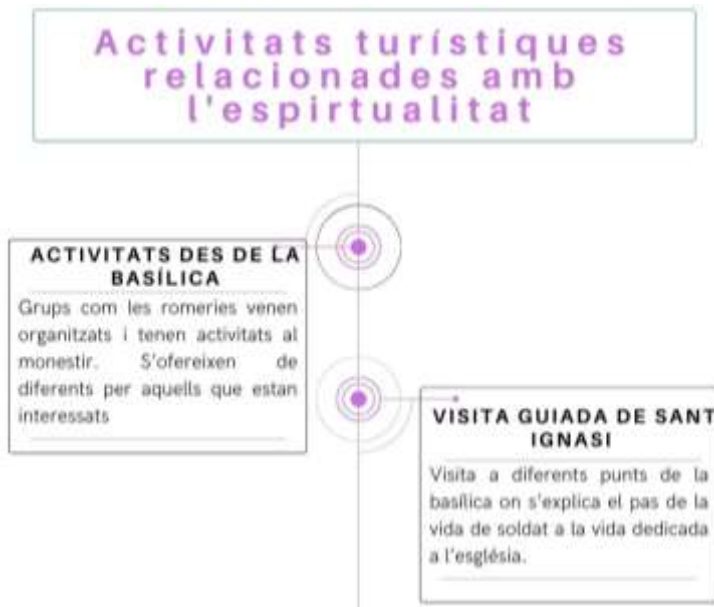 Activitats turístiques
relacionades amb
l'espirtualitat
ACTIVITATS DES DE LA
BASÍLICA
Grups com les romeries venen
organitzats i tenen activitats al
monestir. S'ofereixen de
diferents per aquells que estan
interessats
VISITA GUIADA DE SANT
IGNASI
Visita a diferents punts de la
basílica on s'explica el pas de la
vida de soldat a la vida dedicada
a l'església.